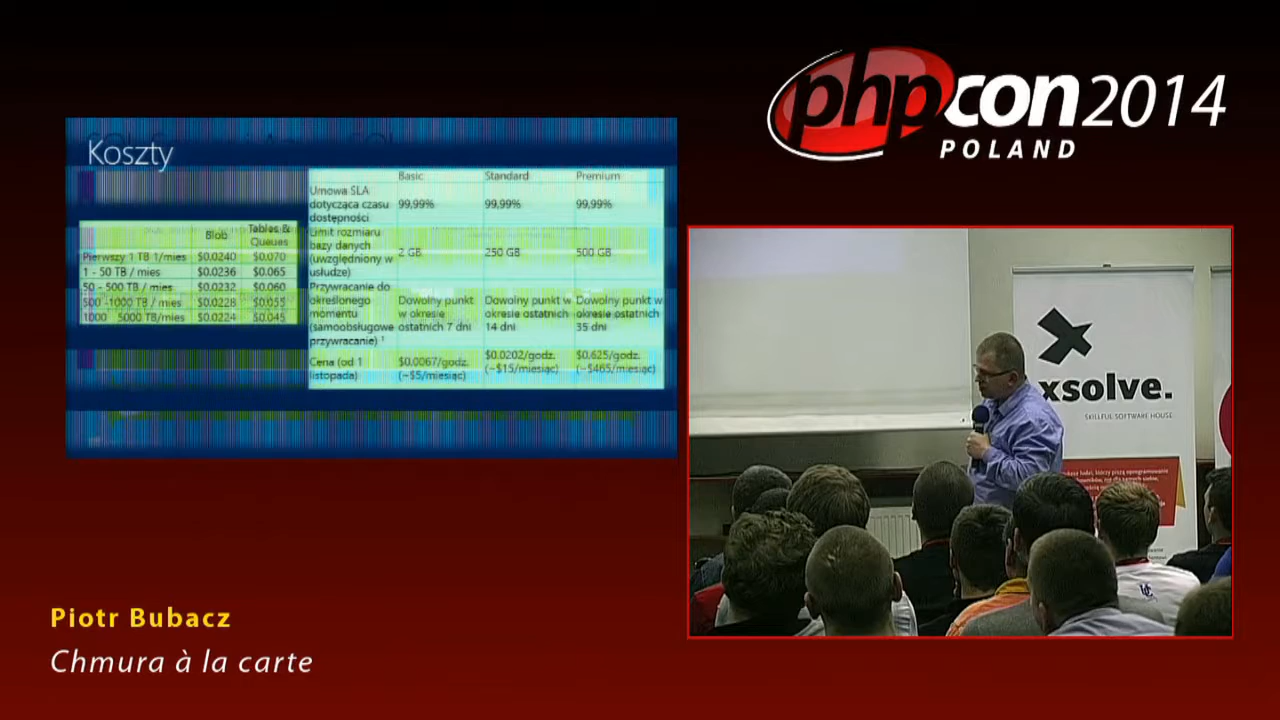 phpcon2014
POLAND
Koszty
Blob Tables & Queues
Pierwszy 1 TB 1/mies $0.0240 $0.070
1 - 50 TB / mies $0.0236 $0.065
50 - 500 TB / mies $0.0232 $0.060
500 -1000 TB/mies $0.0228 $0.055
1000 5000 TB/mies $0.0224 $0.045
Basic Standard Premium
Umowa SLA dotycząca czasu dostępności 99,99% 99,99% 99,99%
Limit rozmiaru bazy danych (uwzględniony w usłudze) 2 GB 250 GB 500 GB
Przywracanie do określonego momentu (samoobsługowe przywracanie) ¹ Dowolny punkt w okresie ostatnich 7 dni Dowolny punkt w okresie ostatnich 14 dni Dowolny punkt w okresie ostatnich 35 dni
Cena (od 1 listopada) $0.0067/godz. (~$5/miesiąc) $0.0202/godz. (~$15/miesiąc) $0.625/godz. (~$465/miesiąc)
xsolve.
SKILLFUL SOFTWARE HOUSE
Piotr Bubacz
Chmura à la carte